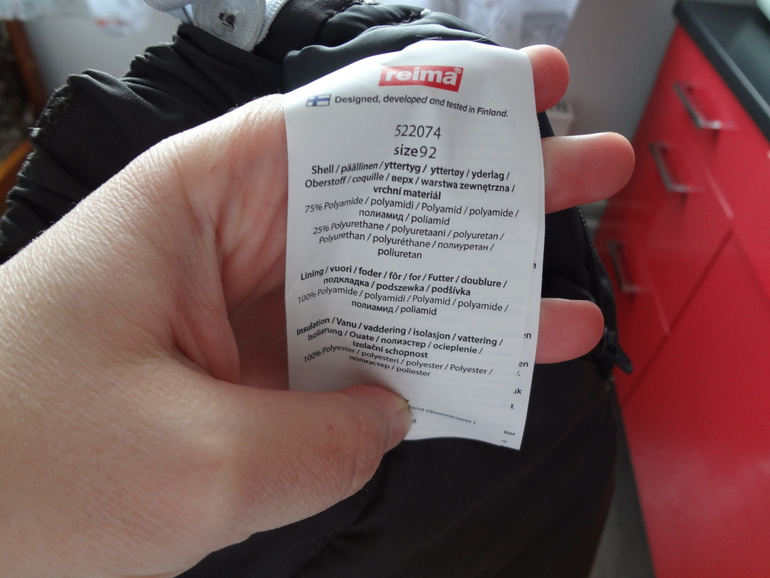 reima®
Designed, developed and tested in Finland.
522074
size92
Shell / päällinen / yttertyg / yttertøy / yderlag /
Oberstoff / coquille / верх / warstwa zewnętrzna /
vrchní materiál
75% Polyamide / polyamidi / Polyamid / polyamide /
полиамид / poliamid
25% Polyurethane / polyuretaani / polyuretan /
Polyurethan / polyuréthane / полиуретан /
poliuretan
Lining / vuori / foder / fôr / for / Futter / doublure /
подкладка / podszewka / podšívka
100% Polyamide / polyamidi / Polyamid / polyamide /
полиамид / poliamid
Insulation / Vanu / vaddering / isolasjon / vattering /
Isolierung / Ouate / полиэстер / ocieplenie /
izolační schopnost
100% Polyester / polyesteri / polyester / Polyester /
полиэстер / poliester